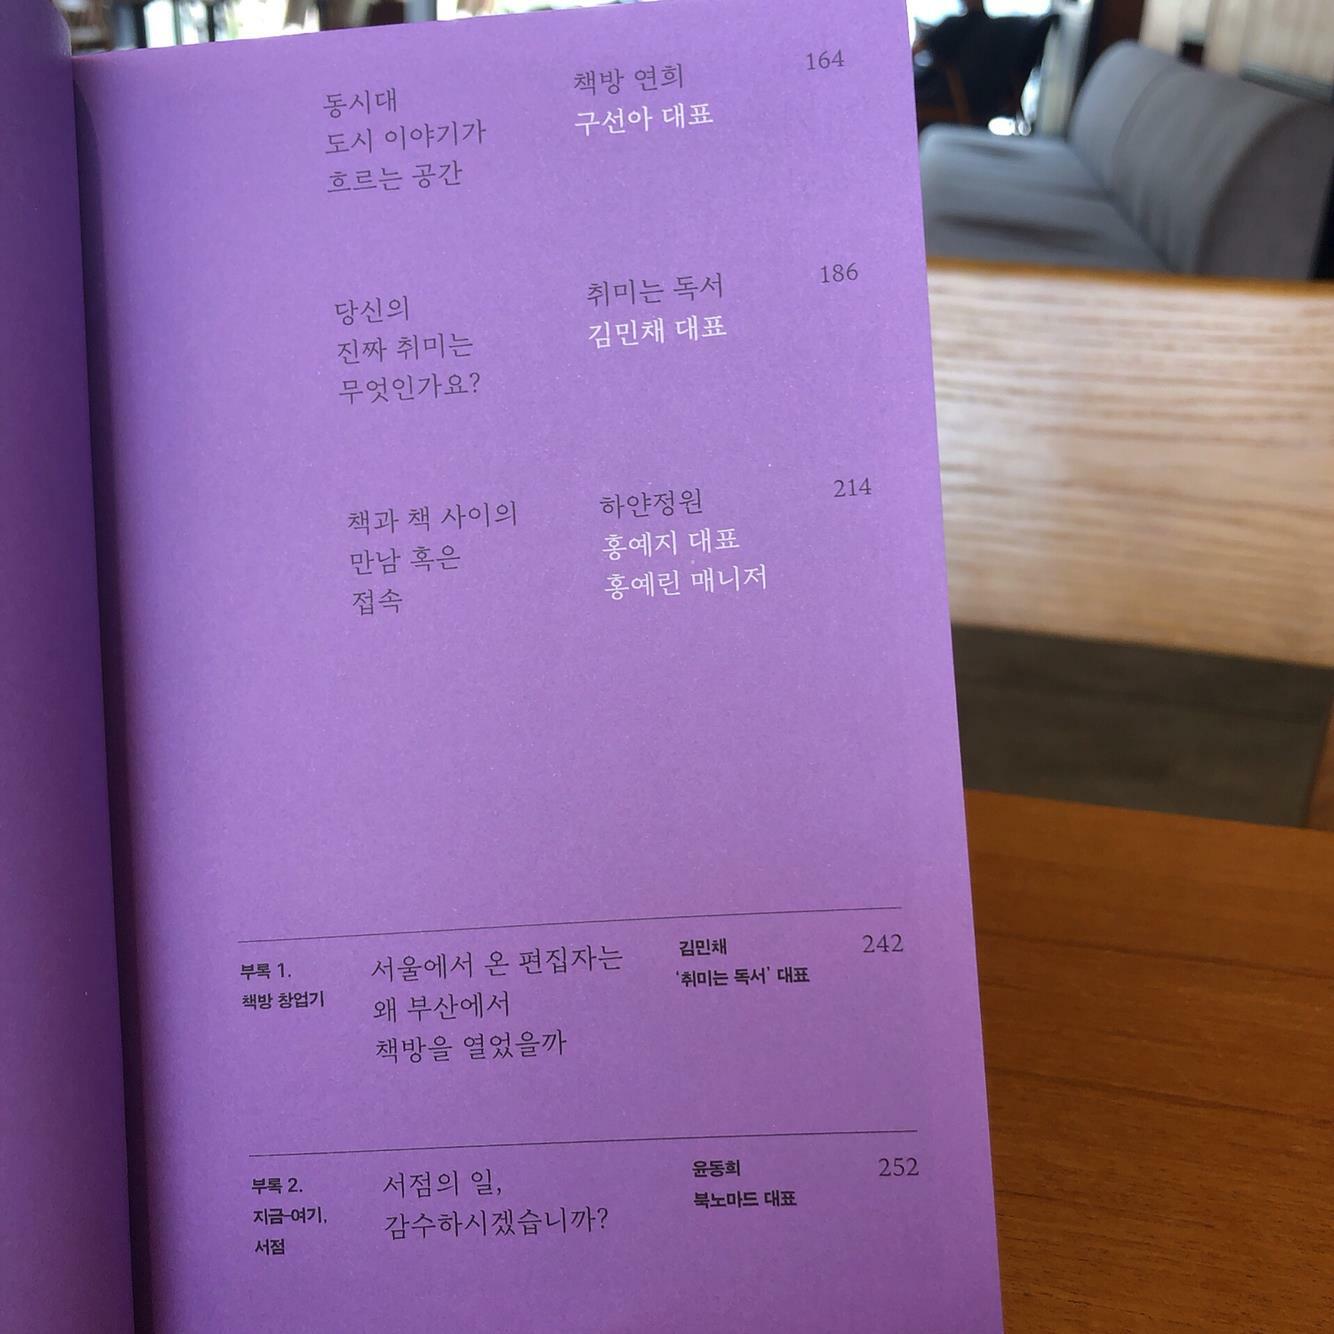 동시대
도시 이야기가
흐르는 공간
책방 연희
구선아 대표
164
당신의
진짜 취미는
무엇인가요?
취미는 독서
김민채 대표
186
책과 책 사이의
만남 혹은
접속
하얀정원
홍예지 대표
홍예린 매니저
214
부록 1.
책방 창업기
서울에서 온 편집자는
왜 부산에서
책방을 열었을까
김민채
‘취미는 독서’ 대표
242
부록 2.
지금-여기,
서점
서점의 일,
감수하시겠습니까?
윤동희
북노마드 대표
252